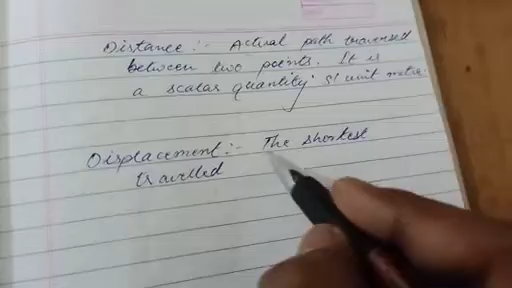 Distance :- Actual path traversed
between two points. It is
a scalar quantity. SI unit metre.
Displacement :- The shortest
travelled